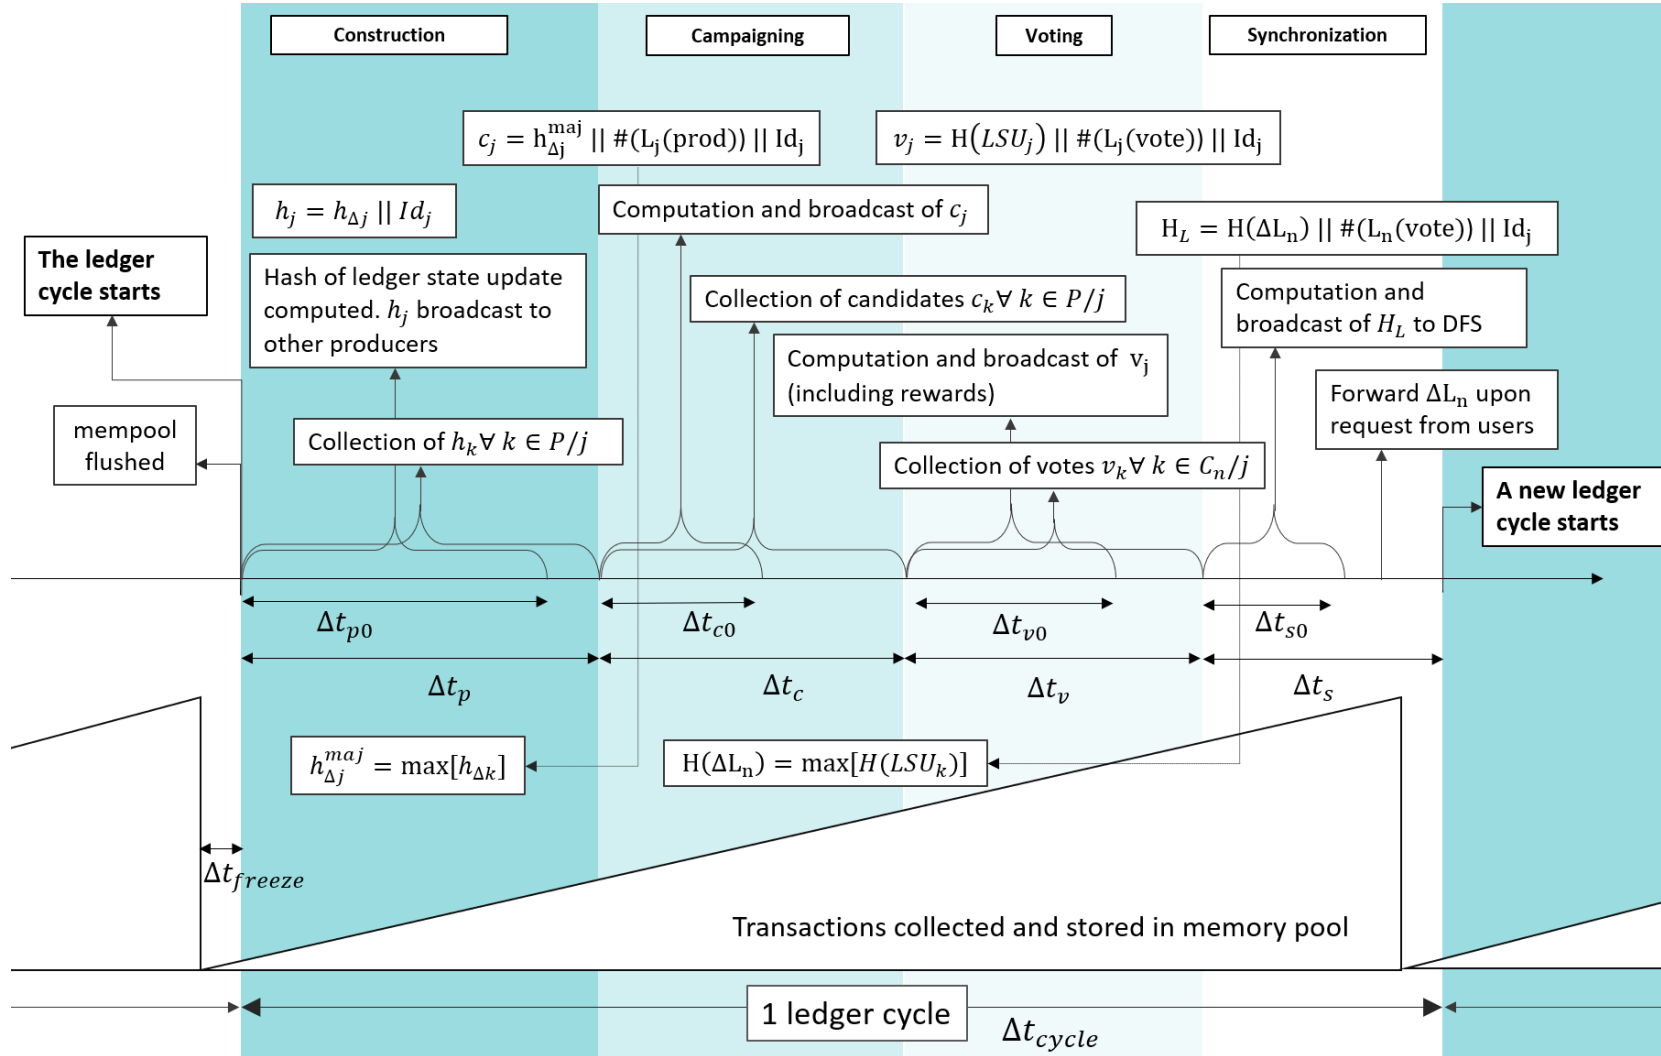 Construction
Campaigning
Voting
Synchronization
c_j = h_Δj^maj || #(L_j(prod)) || Id_j
v_j = H(LSU_j) || #(L_j(vote)) || Id_j
h_j = h_Δj || Id_j
Computation and broadcast of c_j
H_L = H(ΔL_n) || #(L_n(vote)) || Id_j
The ledger
cycle starts
Hash of ledger state update
computed. h_j broadcast to
other producers
Collection of candidates c_k∀ k ∈ P/j
Computation and
broadcast of H_L to DFS
Computation and broadcast of v_j
(including rewards)
Forward ΔL_n upon
request from users
mempool
flushed
Collection of h_k∀ k ∈ P/j
Collection of votes v_k∀ k ∈ C_n/j
A new ledger
cycle starts
Δt_p0
Δt_c0
Δt_v0
Δt_s0
Δt_p
Δt_c
Δt_v
Δt_s
h_Δj^maj = max[h_Δk]
H(ΔL_n) = max[H(LSU_k)]
Δt_freeze
Transactions collected and stored in memory pool
1 ledger cycle
Δt_cycle